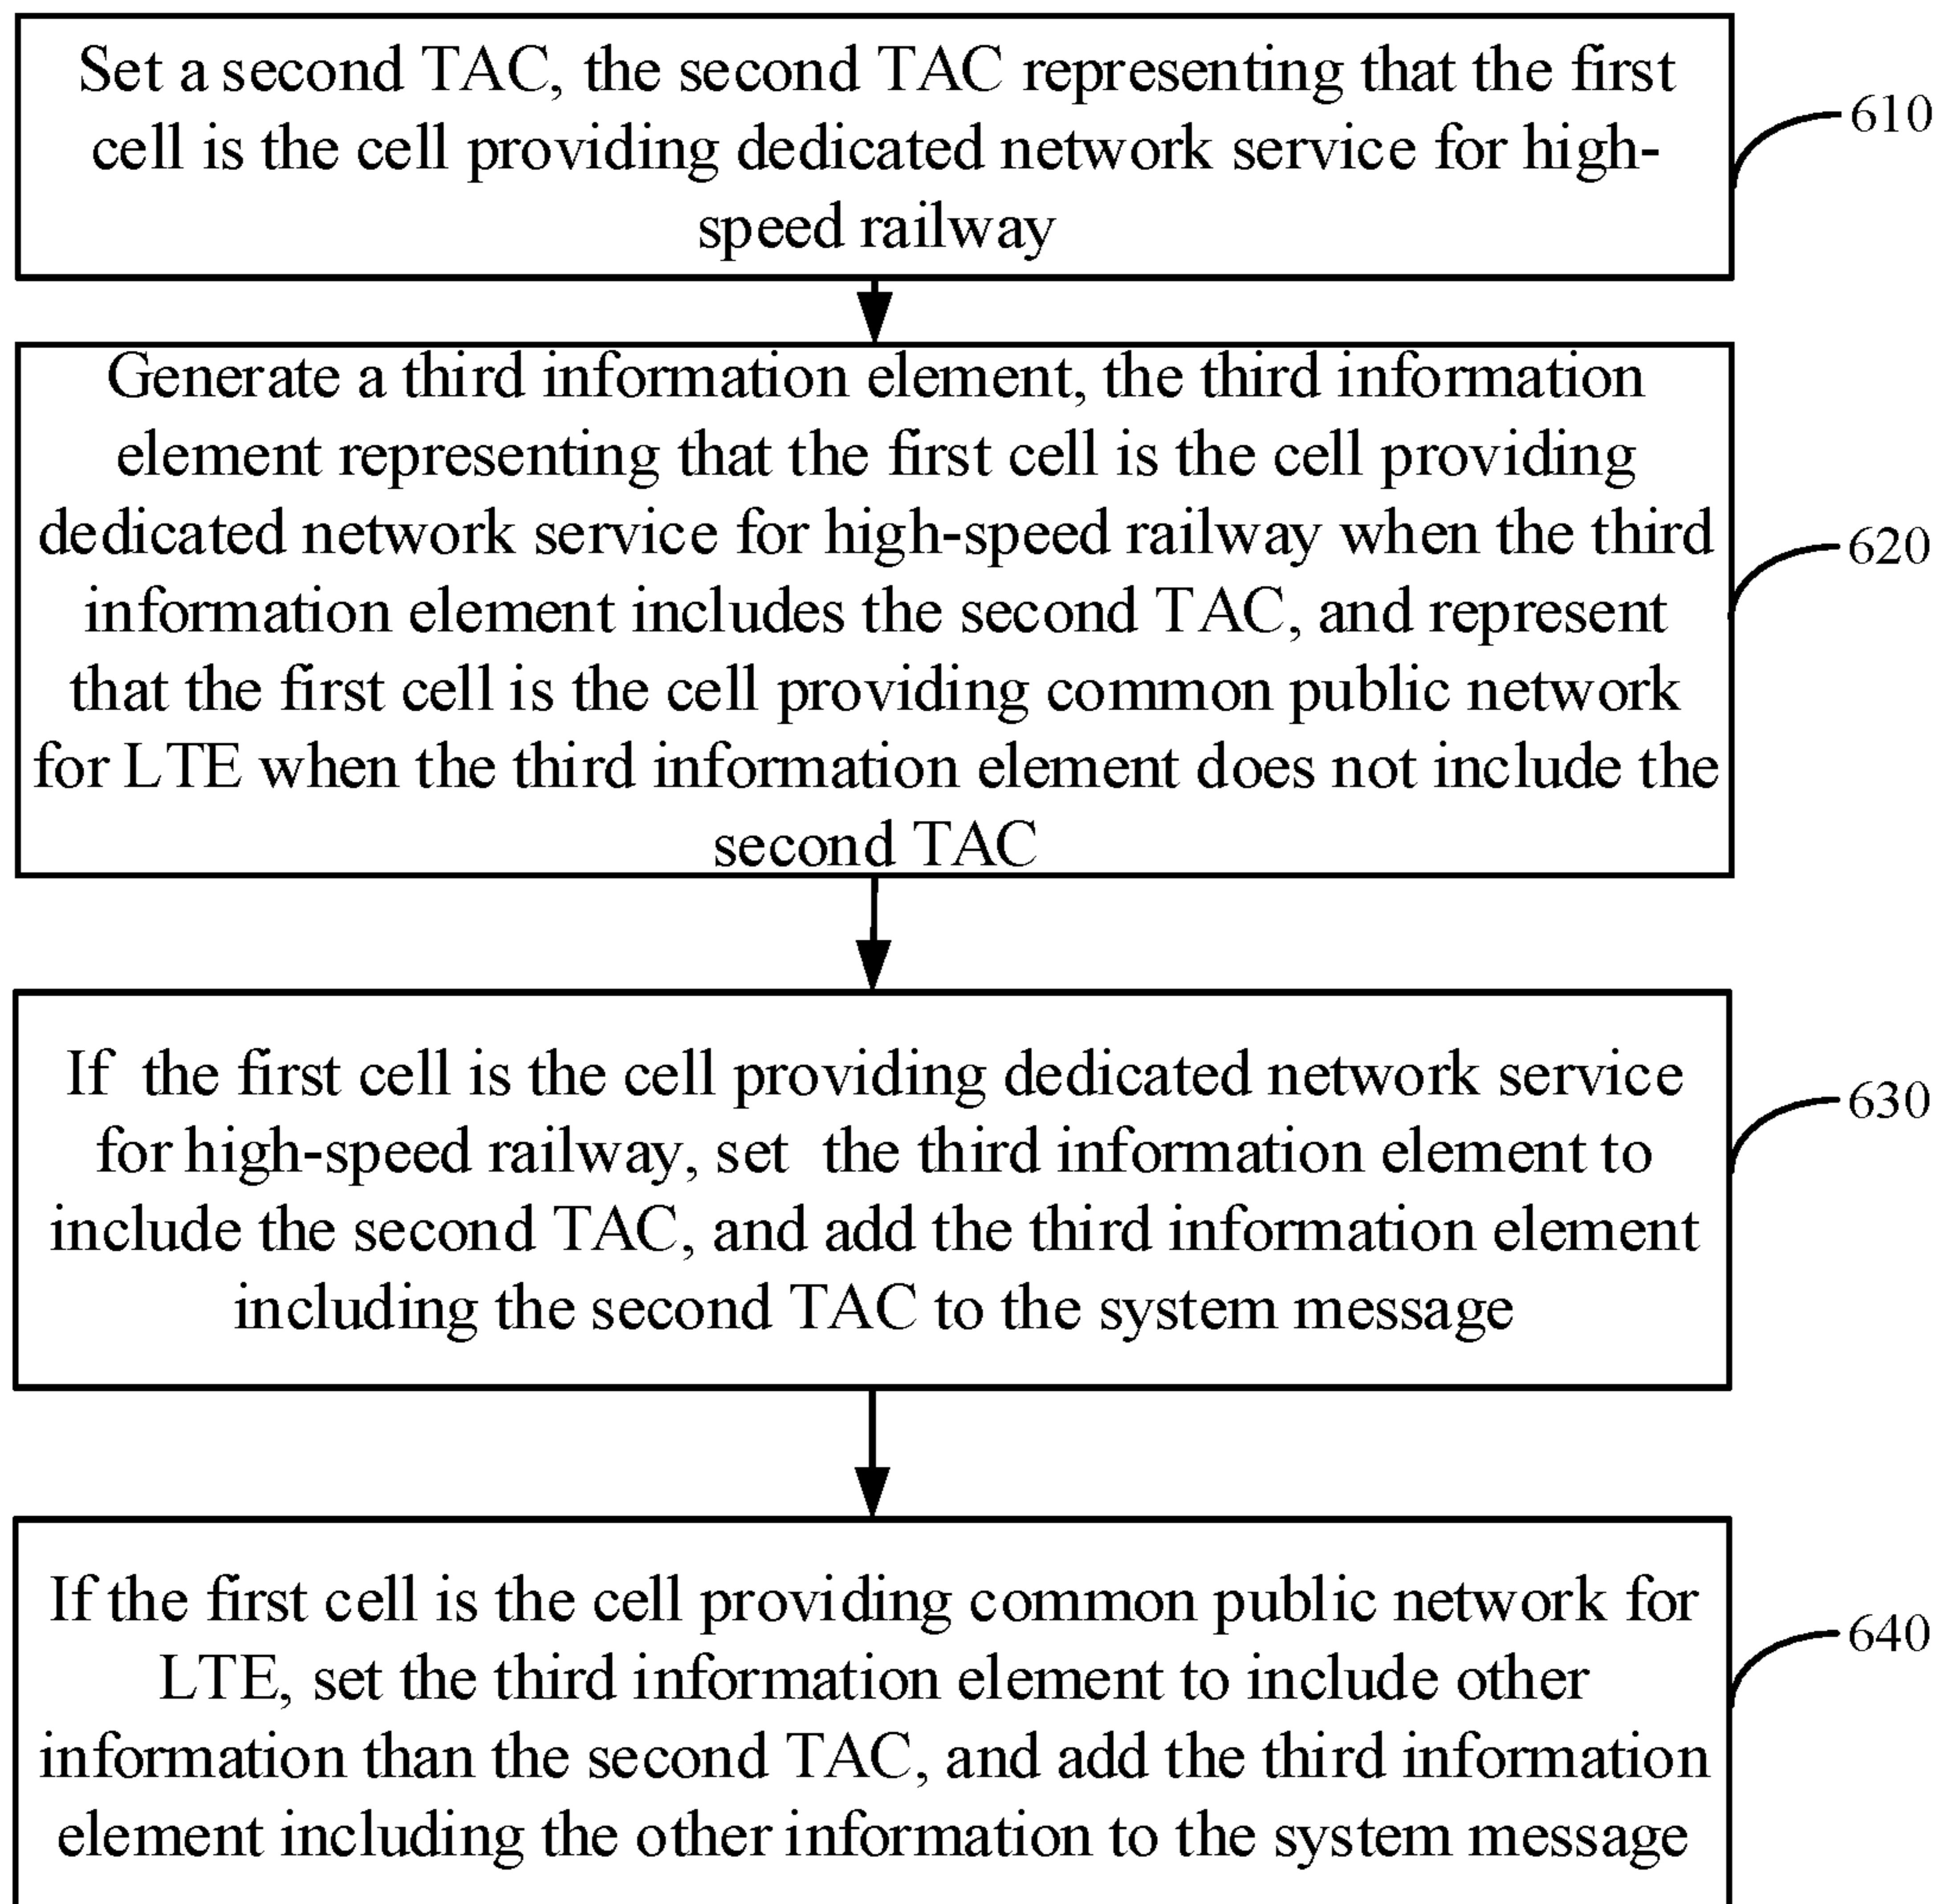 Set a second TAC, the second TAC representing that the first
cell is the cell providing dedicated network service for high-
speed railway
610
Generate a third information element, the third information
element representing that the first cell is the cell providing
dedicated network service for high-speed railway when the third
information element includes the second TAC, and represent
that the first cell is the cell providing common public network
for LTE when the third information element does not include the
second TAC
620
If the first cell is the cell providing dedicated network service
for high-speed railway, set the third information element to
include the second TAC, and add the third information element
including the second TAC to the system message
630
If the first cell is the cell providing common public network for
LTE, set the third information element to include other
information than the second TAC, and add the third information
element including the other information to the system message
640